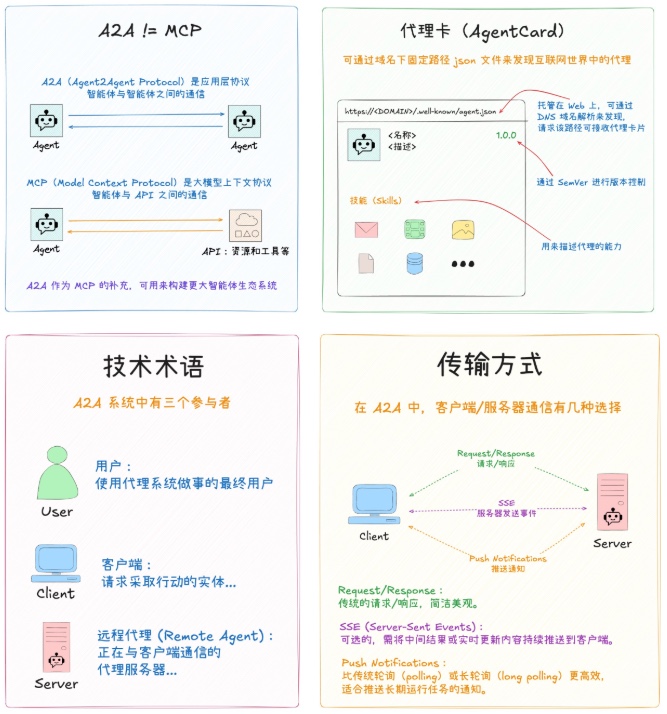 A2A != MCP
A2A（Agent2Agent Protocol）是应用层协议
智能体与智能体之间的通信
Agent
Agent
MCP（Model Context Protocol）是大模型上下文协议
智能体与 API 之间的通信
Agent
API：资源和工具等
A2A 作为 MCP 的补充，可用来构建更大智能体生态系统
代理卡（AgentCard）
可通过域名下固定路径 json 文件来发现互联网世界中的代理
https://<DOMAIN>/.well-known/agent.json
<名称>
<描述>
1.0.0
托管在 Web 上，可通过
DNS 域名解析来发现，
请求该路径可接收代理卡片
通过 SemVer 进行版本控制
技能（Skills）
用来描述代理的能力
技术术语
A2A 系统中有三个参与者
用户：
使用代理系统做事的最终用户
User
客户端：
请求采取行动的实体...
Client
远程代理 (Remote Agent)：
正在与客户端通信的
代理服务器...
Server
传输方式
在 A2A 中，客户端/服务器通信有几种选择
Request/Response
请求/响应
SSE
服务器发送事件
Push Notifications
推送通知
Client
Server
Request/Response：
传统的请求/响应，简洁美观。
SSE (Server-Sent Events)：
可选的，需将中间结果或实时更新内容持续推送到客户端。
Push Notifications：
比传统轮询（polling）或长轮询（long polling）更高效，
适合推送长期运行任务的通知。